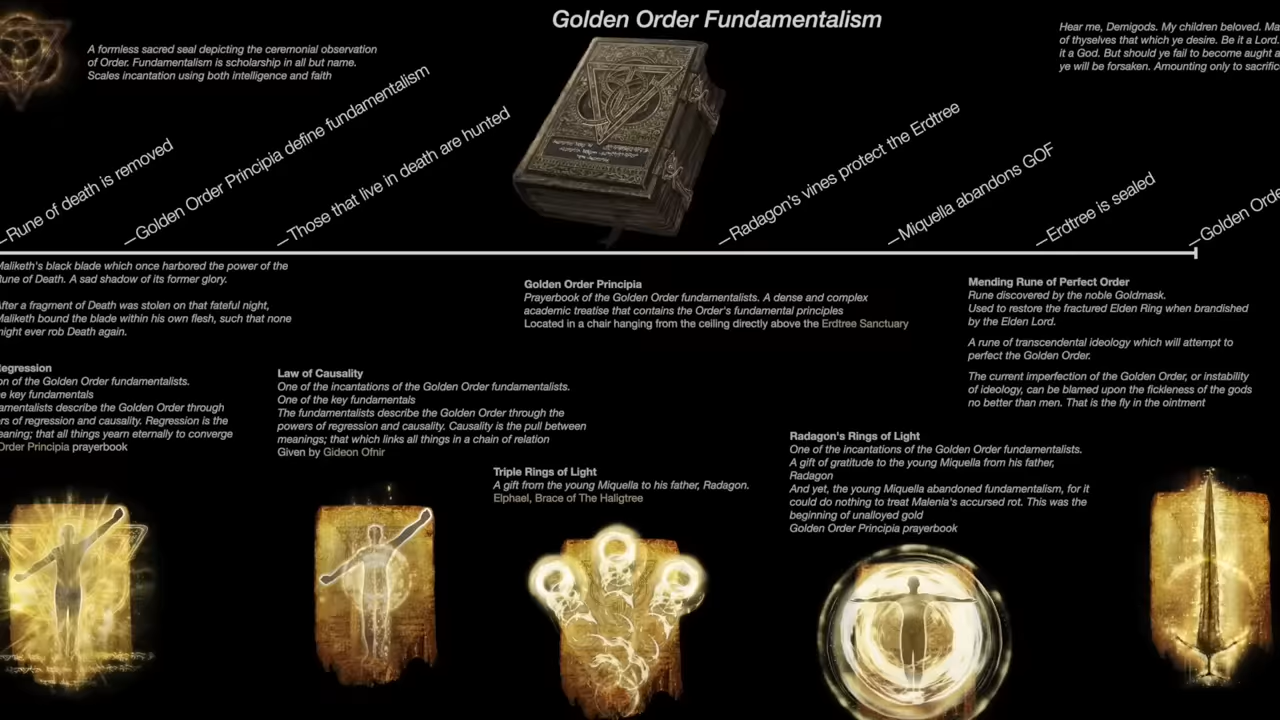 Golden Order Fundamentalism
A formless sacred seal depicting the ceremonial observation
of Order. Fundamentalism is scholarship in all but name.
Scales incantation using both intelligence and faith
Hear me, Demigods. My children beloved.
of thyselves that which ye desire. Be it a Lord.
it a God. But should ye fail to become aught
ye will be forsaken. Amounting only to
—Rune of death is removed
—Golden Order Principia define fundamentalism
—Those that live in death are hunted
—Radagon's vines protect the Erdtree
—Miquella abandons GOF
—Erdtree is sealed
—Golden
Maliketh's black blade which once harbored the power of the
Rune of Death. A sad shadow of its former glory.
After a fragment of Death was stolen on that fateful night,
Maliketh bound the blade within his own flesh, such that none
might ever rob Death again.
Regression
of the Golden Order fundamentalists.
key fundamentals
describe the Golden Order through
of regression and causality. Regression is the
that all things yearn eternally to converge
Order Principia prayerbook
Law of Causality
One of the incantations of the Golden Order fundamentalists.
One of the key fundamentals
The fundamentalists describe the Golden Order through the
powers of regression and causality. Causality is the pull between
meanings; that which links all things in a chain of relation
Given by Gideon Ofnir
Golden Order Principia
Prayerbook of the Golden Order fundamentalists. A dense and complex
academic treatise that contains the Order's fundamental principles
Located in a chair hanging from the ceiling directly above the Erdtree Sanctuary
Triple Rings of Light
A gift from the young Miquella to his father, Radagon.
Elphael, Brace of The Haligtree
Radagon's Rings of Light
One of the incantations of the Golden Order fundamentalists.
A gift of gratitude to the young Miquella from his father,
Radagon
And yet, the young Miquella abandoned fundamentalism, for it
could do nothing to treat Malenia's accursed rot. This was the
beginning of unalloyed gold
Golden Order Principia prayerbook
Mending Rune of Perfect Order
Rune discovered by the noble Goldmask.
Used to restore the fractured Elden Ring when brandished
by the Elden Lord.
A rune of transcendental ideology which will attempt to
perfect the Golden Order.
The current imperfection of the Golden Order, or instability
of ideology, can be blamed upon the fickleness of the gods
no better than men. That is the fly in the ointment